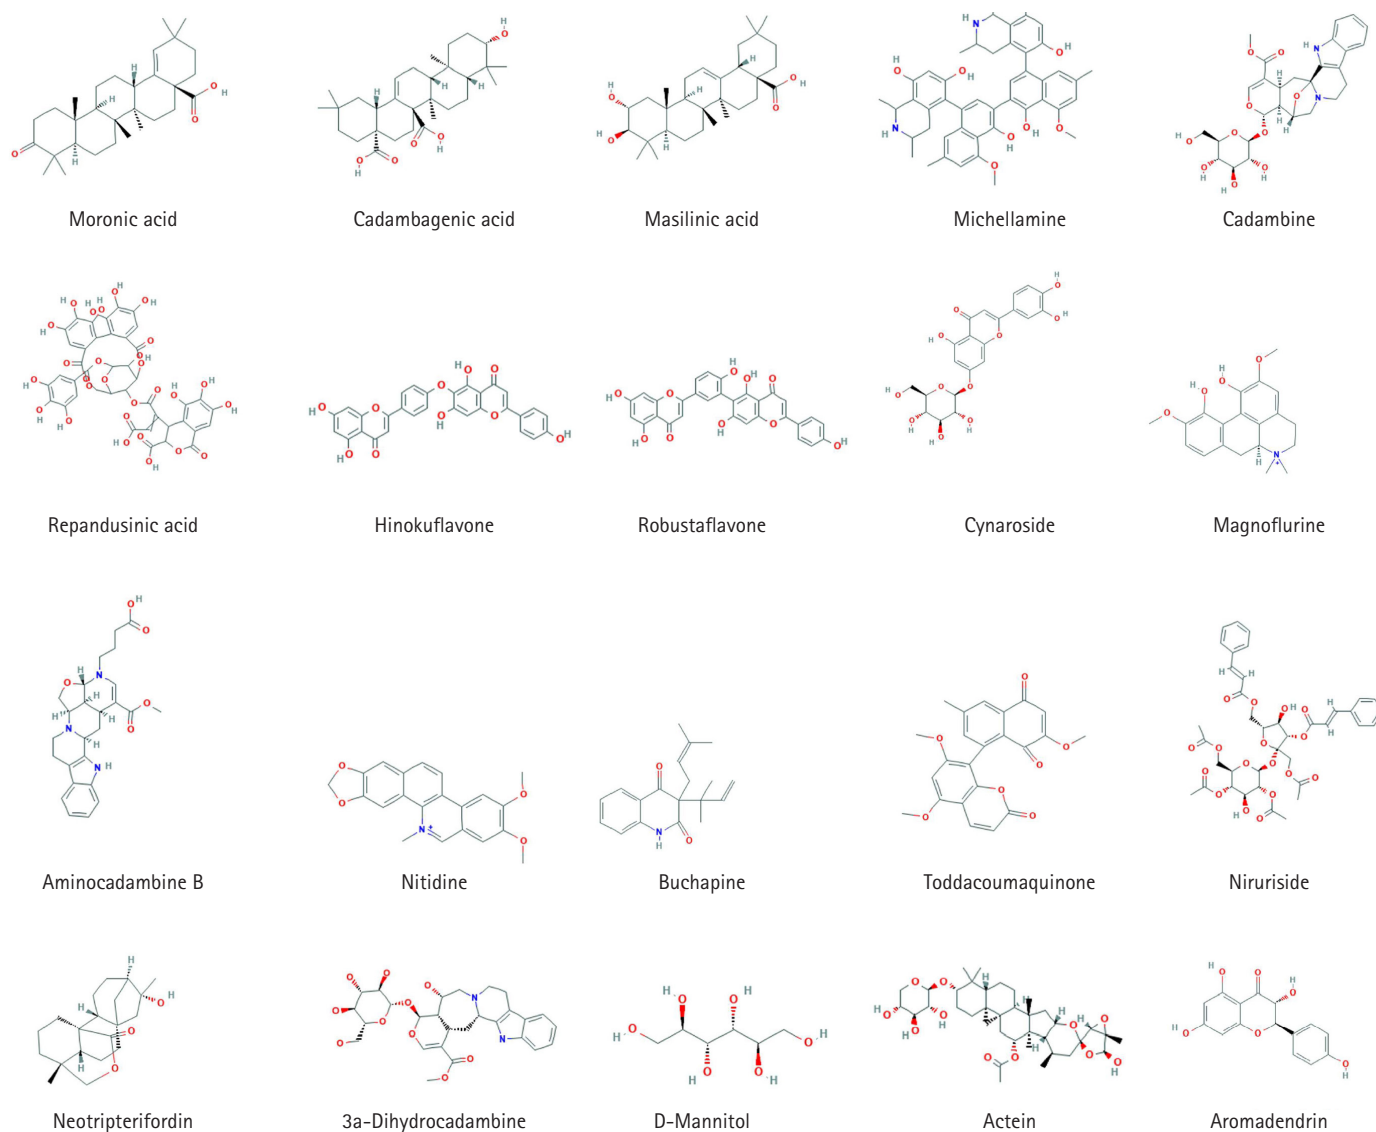 Moronic acid
Cadambagenic acid
Masilinic acid
Michellamine
Cadambine
Repandusinic acid
Hinokuflavone
Robustaflavone
Cynaroside
Magnoflurine
Aminocadambine B
Nitidine
Buchapine
Toddacoumaquinone
Niruriside
Neotripterifordin
3a-Dihydrocadambine
D-Mannitol
Actein
Aromadendrin